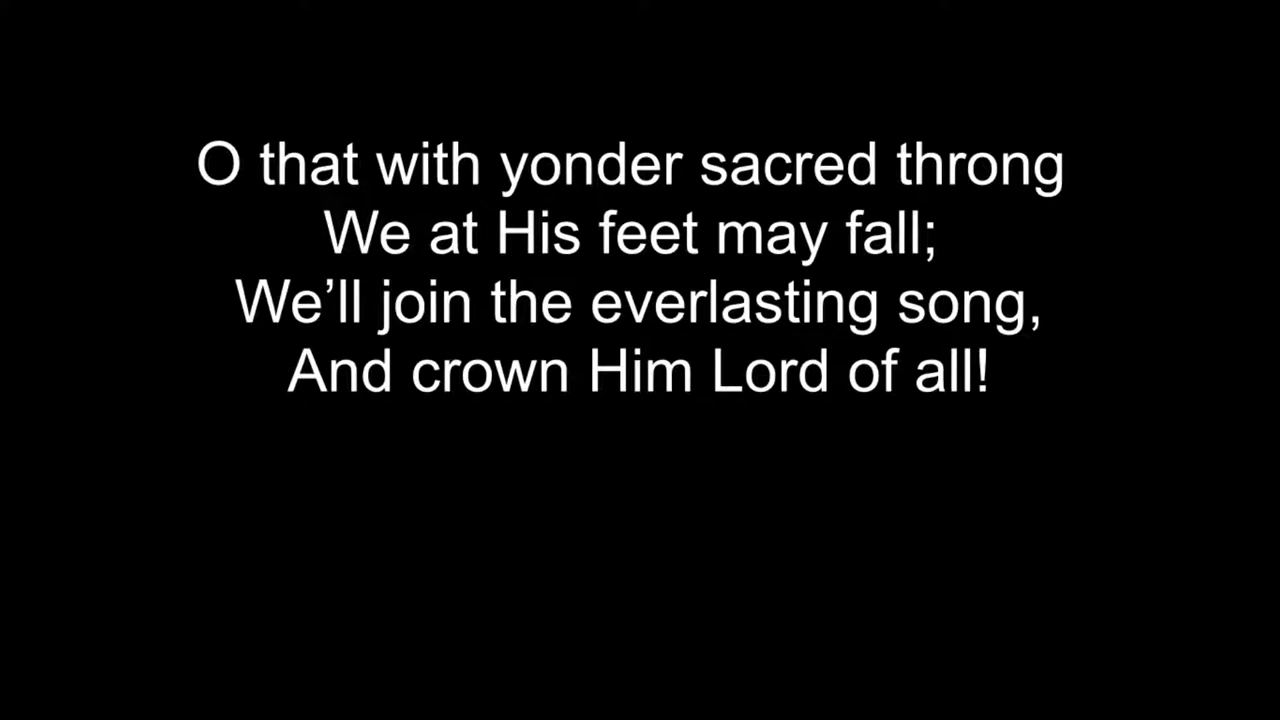 O that with yonder sacred throng
We at His feet may fall;
We’ll join the everlasting song,
And crown Him Lord of all!